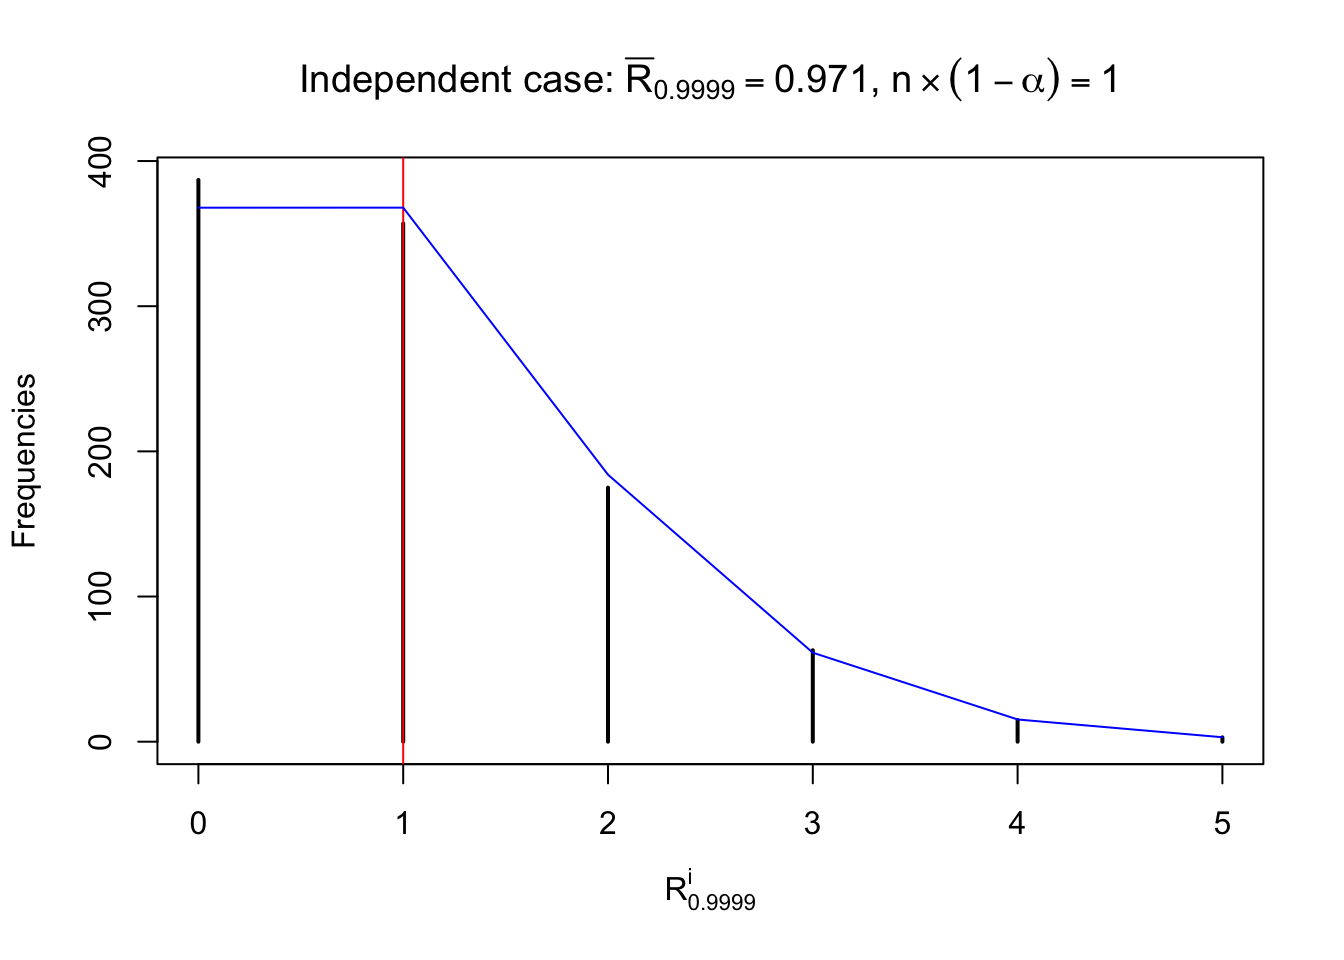 Independent case: R̅₀.₉₉₉₉ = 0.971, n × (1 − α) = 1
400
300
200
100
0
Frequencies
0 1 2 3 4 5
Rⁱ₀.₉₉₉₉